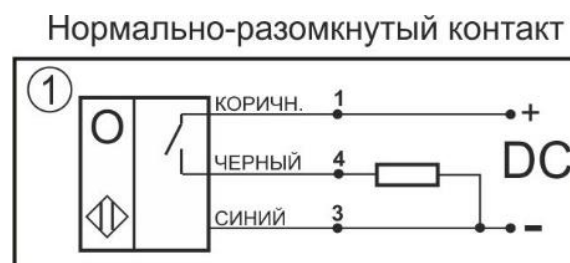 Нормально-разомкнутый контакт
1
O
КОРИЧН. 1 +
ЧЕРНЫЙ 4 DC
СИНИЙ 3 -